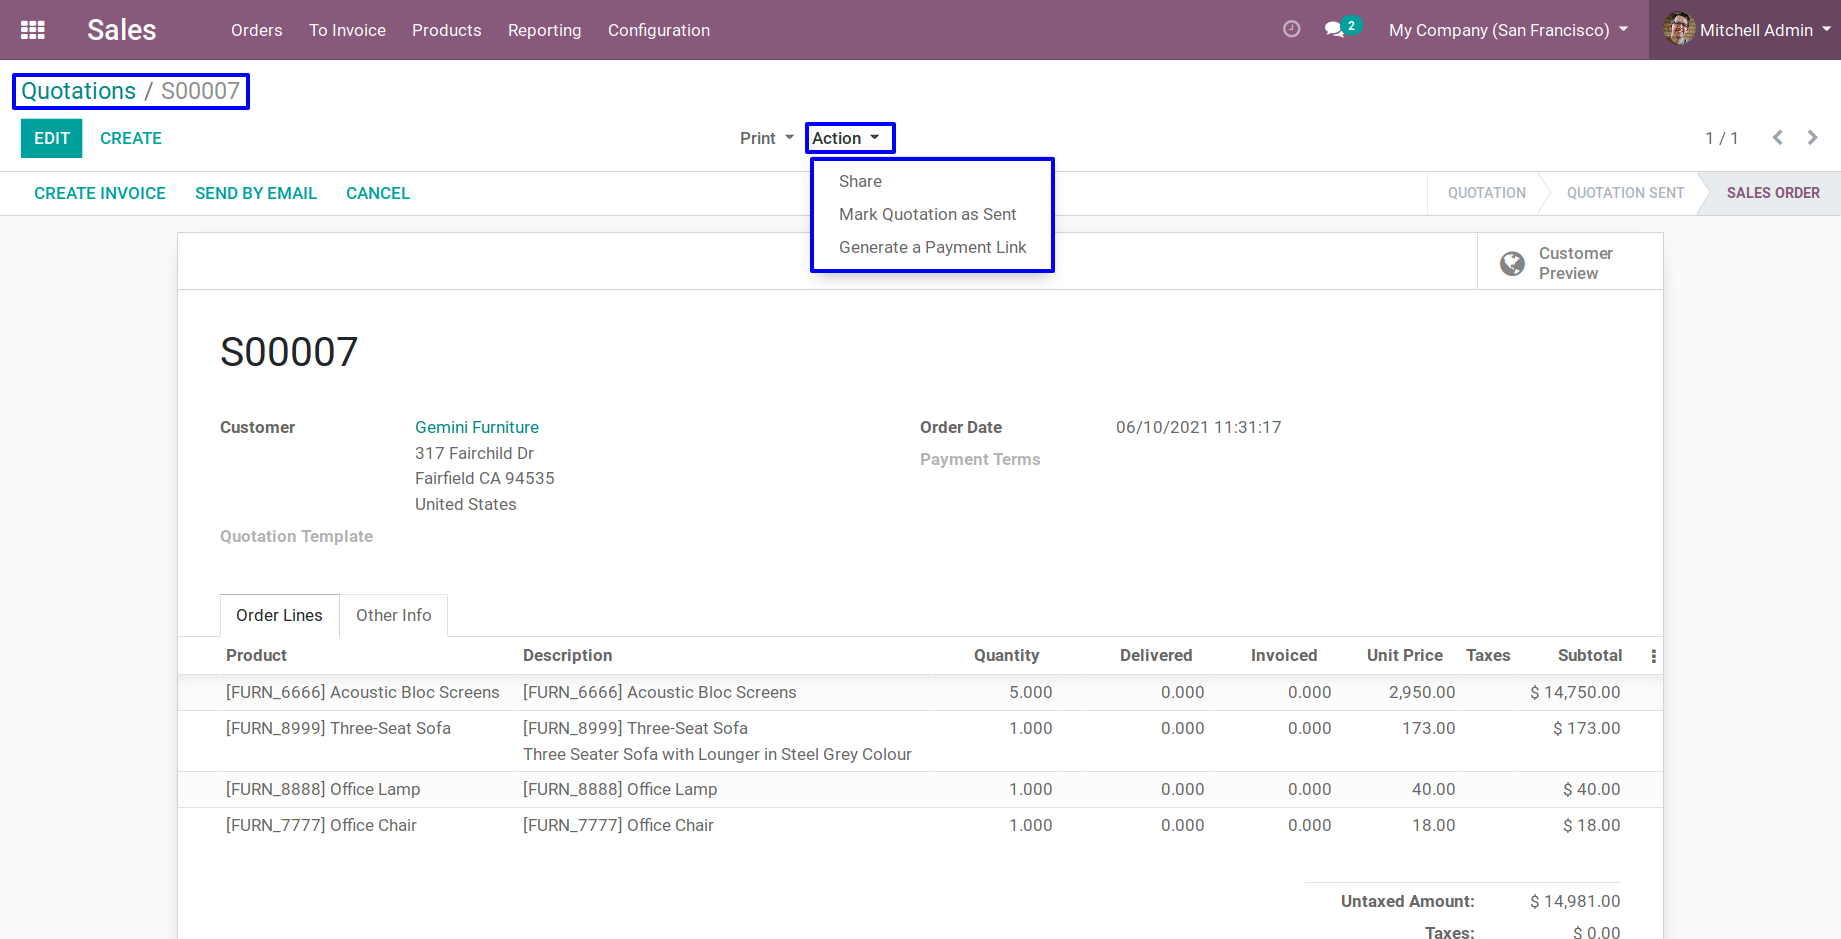 Sales Orders To Invoice Products Reporting Configuration 2 My Company (San Francisco) Mitchell Admin
Quotations / S00007
EDIT CREATE Print Action 1 / 1
Share
Mark Quotation as Sent
Generate a Payment Link
CREATE INVOICE SEND BY EMAIL CANCEL QUOTATION QUOTATION SENT SALES ORDER
Customer
Preview
S00007
Customer Gemini Furniture Order Date 06/10/2021 11:31:17
317 Fairchild Dr Payment Terms
Fairfield CA 94535
United States
Quotation Template
Order Lines Other Info
Product Description Quantity Delivered Invoiced Unit Price Taxes Subtotal
[FURN_6666] Acoustic Bloc Screens [FURN_6666] Acoustic Bloc Screens 5.000 0.000 0.000 2,950.00 $ 14,750.00
[FURN_8999] Three-Seat Sofa [FURN_8999] Three-Seat Sofa 1.000 0.000 0.000 173.00 $ 173.00
Three Seater Sofa with Lounger in Steel Grey Colour
[FURN_8888] Office Lamp [FURN_8888] Office Lamp 1.000 0.000 0.000 40.00 $ 40.00
[FURN_7777] Office Chair [FURN_7777] Office Chair 1.000 0.000 0.000 18.00 $ 18.00
Untaxed Amount: $ 14,981.00
Taxes: $ 0.00